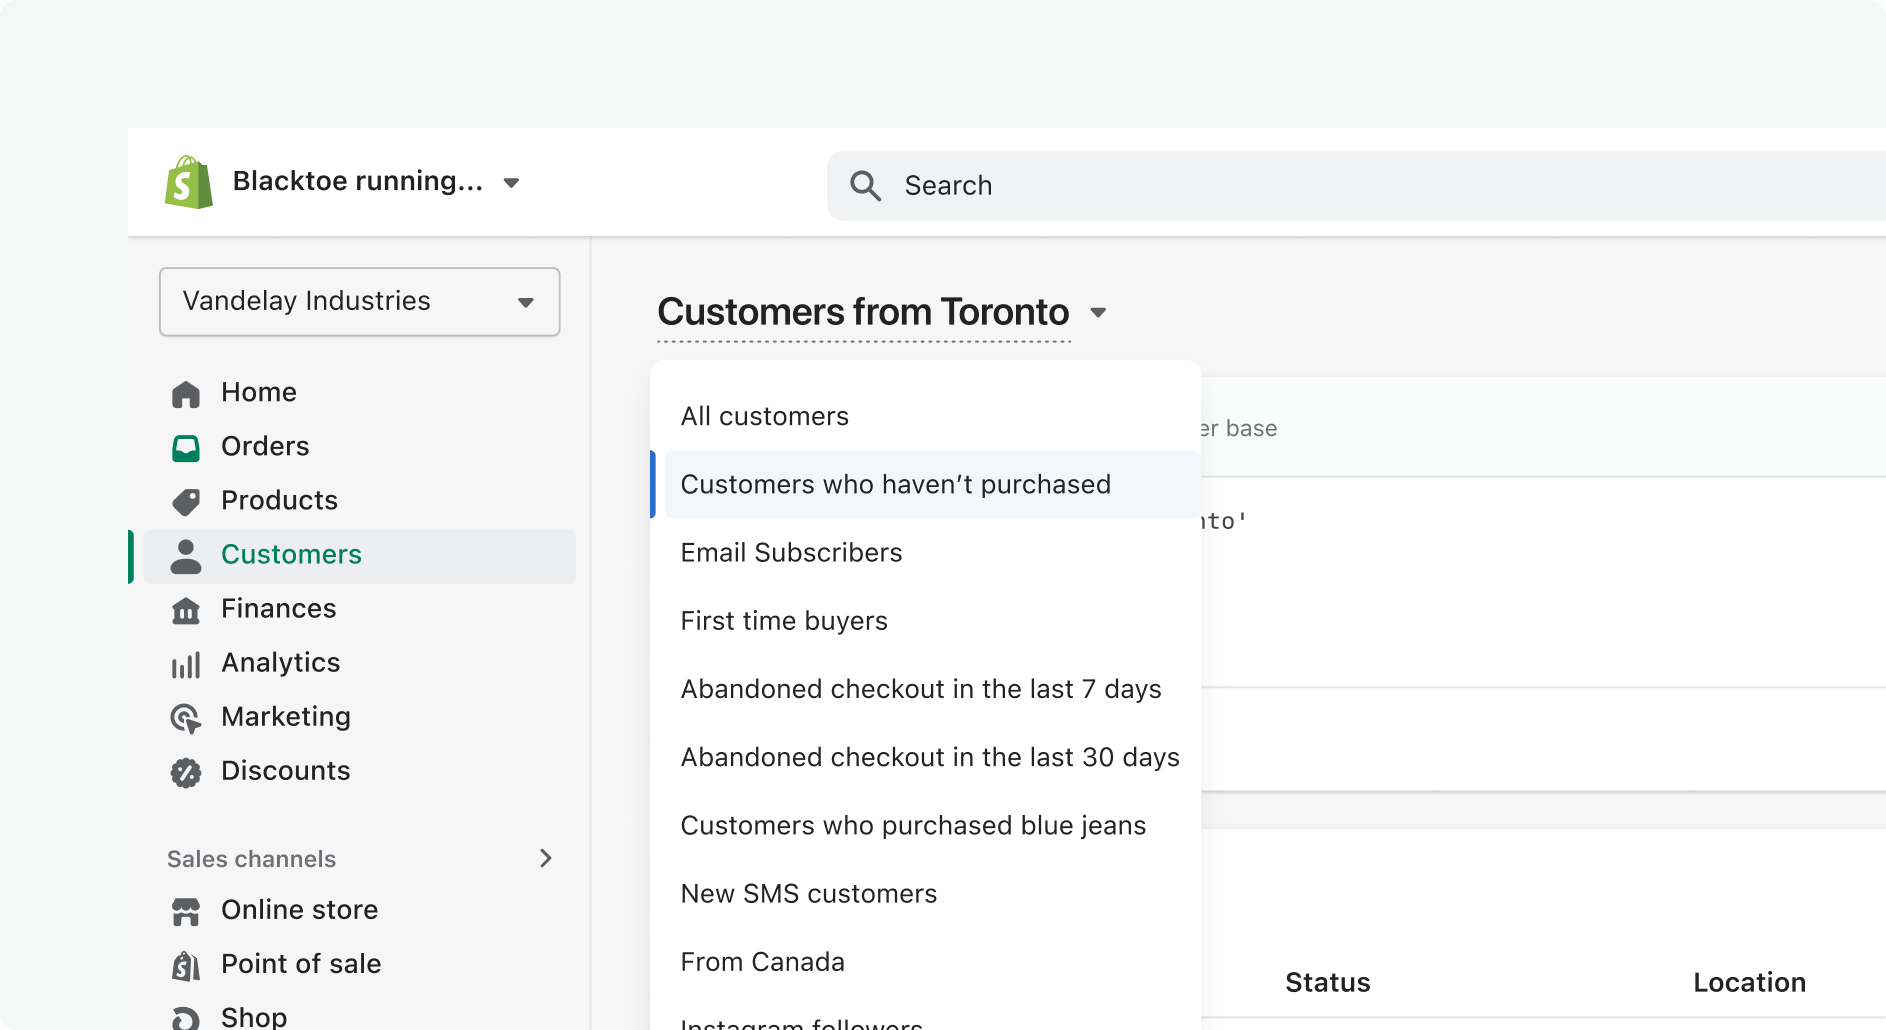 Blacktoe running...
Search
Vandelay Industries
Home
Orders
Products
Customers
Finances
Analytics
Marketing
Discounts
Sales channels
Online store
Point of sale
Shop
Customers from Toronto
All customers
Customers who haven’t purchased
Email Subscribers
First time buyers
Abandoned checkout in the last 7 days
Abandoned checkout in the last 30 days
Customers who purchased blue jeans
New SMS customers
From Canada
Instagram followers
er base
nto'
Status
Location